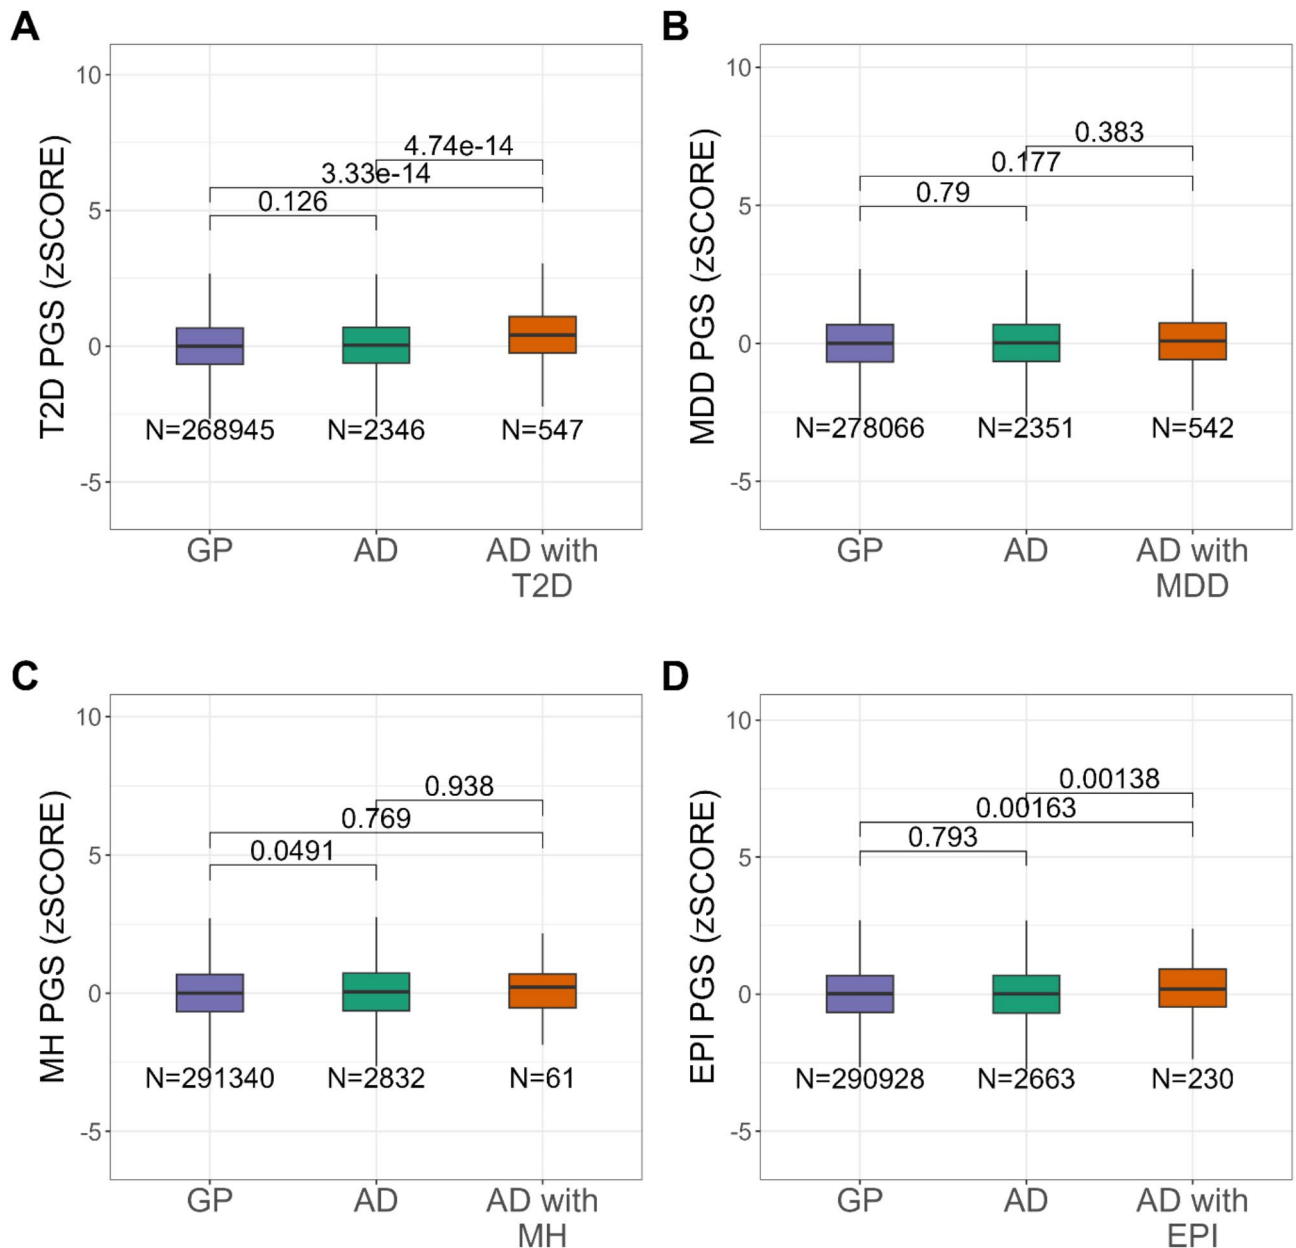 A
T2D PGS (zSCORE)
10
5
0
-5
4.74e-14
3.33e-14
0.126
N=268945 N=2346 N=547
GP AD AD with
T2D
B
MDD PGS (zSCORE)
10
5
0
-5
0.383
0.177
0.79
N=278066 N=2351 N=542
GP AD AD with
MDD
C
MH PGS (zSCORE)
10
5
0
-5
0.938
0.769
0.0491
N=291340 N=2832 N=61
GP AD AD with
MH
D
EPI PGS (zSCORE)
10
5
0
-5
0.00138
0.00163
0.793
N=290928 N=2663 N=230
GP AD AD with
EPI